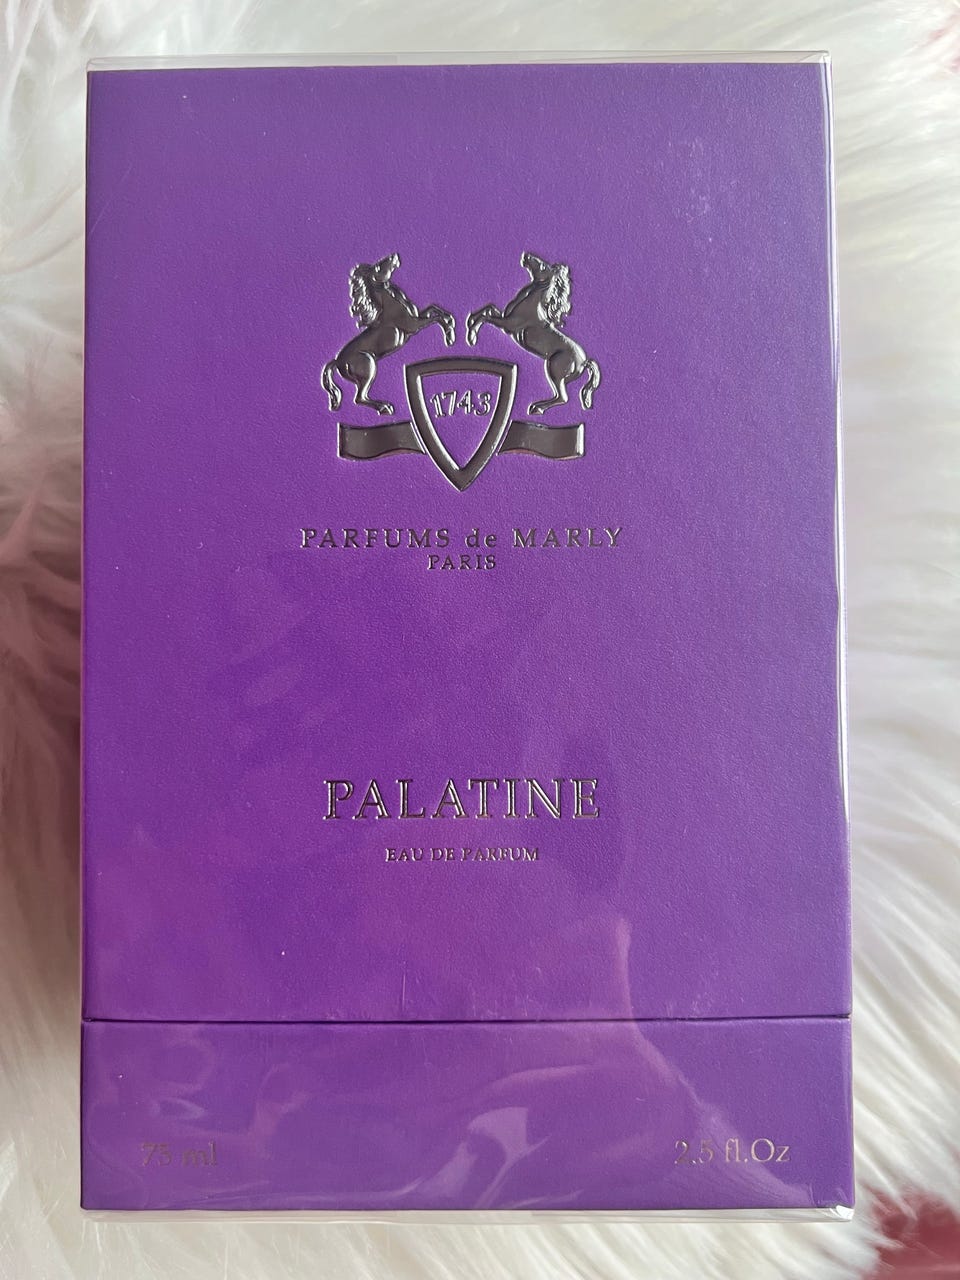 1743
PARFUMS de MARLY
PARIS
PALATINE
EAU DE PARFUM
75 ml
2.5 fl.Oz